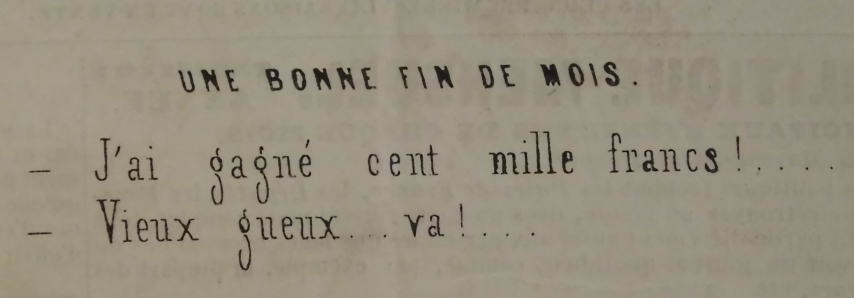 UNE BONNE FIN DE MOIS.
– J'ai gagné cent mille francs !. . . .
– Vieux gueux... va !. . . .